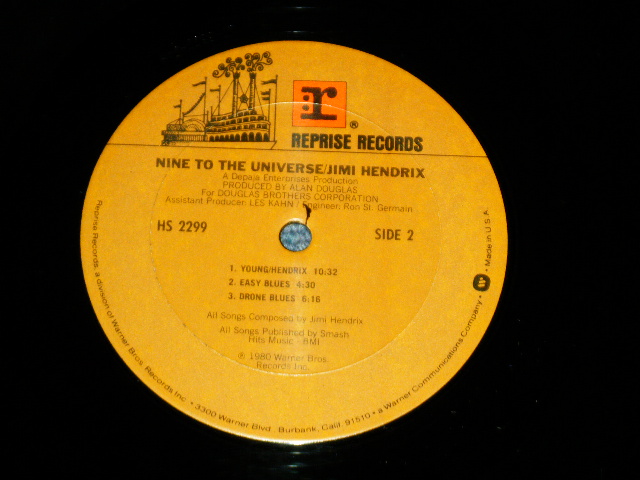 r
®
REPRISE RECORDS
NINE TO THE UNIVERSE/JIMI HENDRIX
A Depaja Enterprises Production
PRODUCED BY ALAN DOUGLAS
For DOUGLAS BROTHERS CORPORATION
Assistant Producer: LES KAHN / Engineer: Ron St. Germain
HS 2299
SIDE 2
1. YOUNG/HENDRIX 10:32
2. EASY BLUES 4:30
3. DRONE BLUES 6:16
All Songs Composed by Jimi Hendrix
All Songs Published by Smash
Hits Music - BMI
℗ 1980 Warner Bros.
Records Inc.
Reprise Records, a division of Warner Bros. Records Inc. • 3300 Warner Blvd., Burbank, Calif. 91510 • a Warner Communications Company • Made in U.S.A.